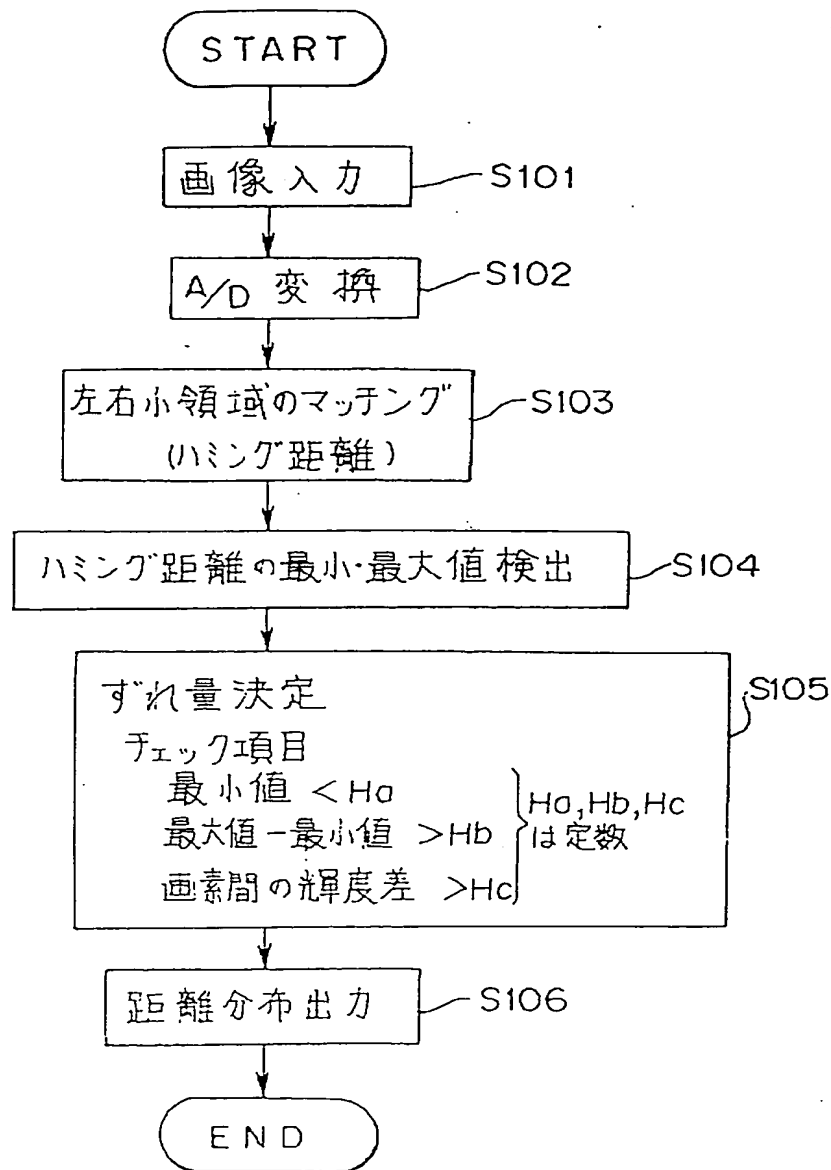 START
画像入力
S101
A/D 変換
S102
左右小領域のマッチング
(ハミング距離)
S103
ハミング距離の最小・最大値検出
S104
ずれ量決定
チェック項目
最小値 < Ha
最大値-最小値 >Hb
画素間の輝度差 >Hc
Ha,Hb,Hc
は定数
S105
距離分布出力
S106
END